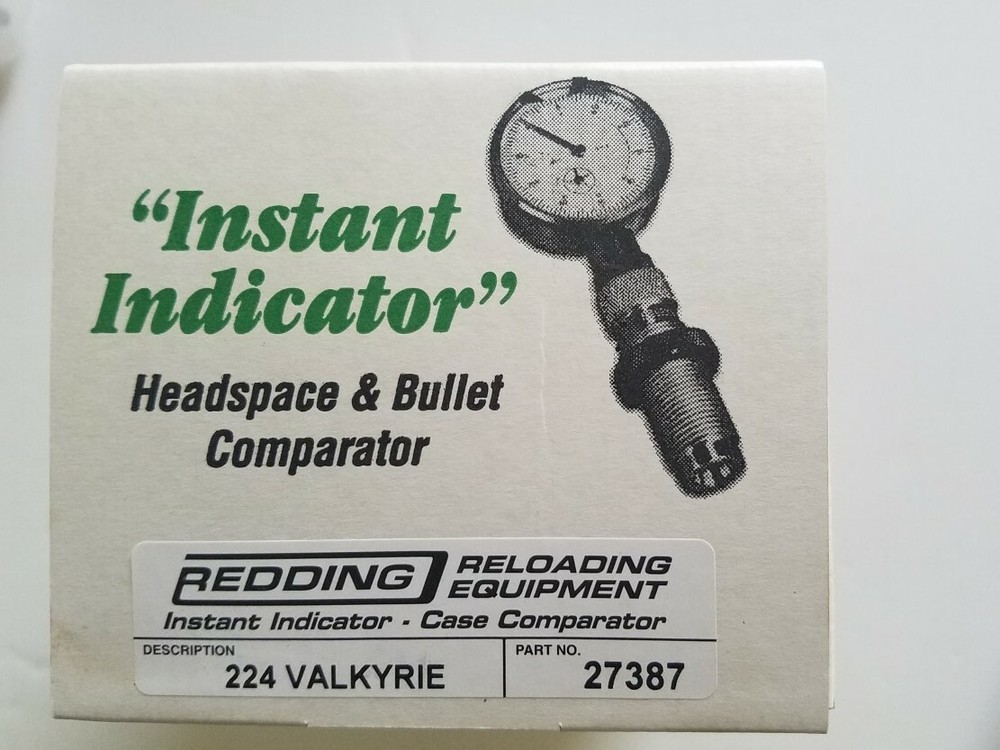 “Instant
Indicator”
Headspace & Bullet
Comparator
REDDING RELOADING
EQUIPMENT
Instant Indicator - Case Comparator
DESCRIPTION
224 VALKYRIE
PART NO.
27387